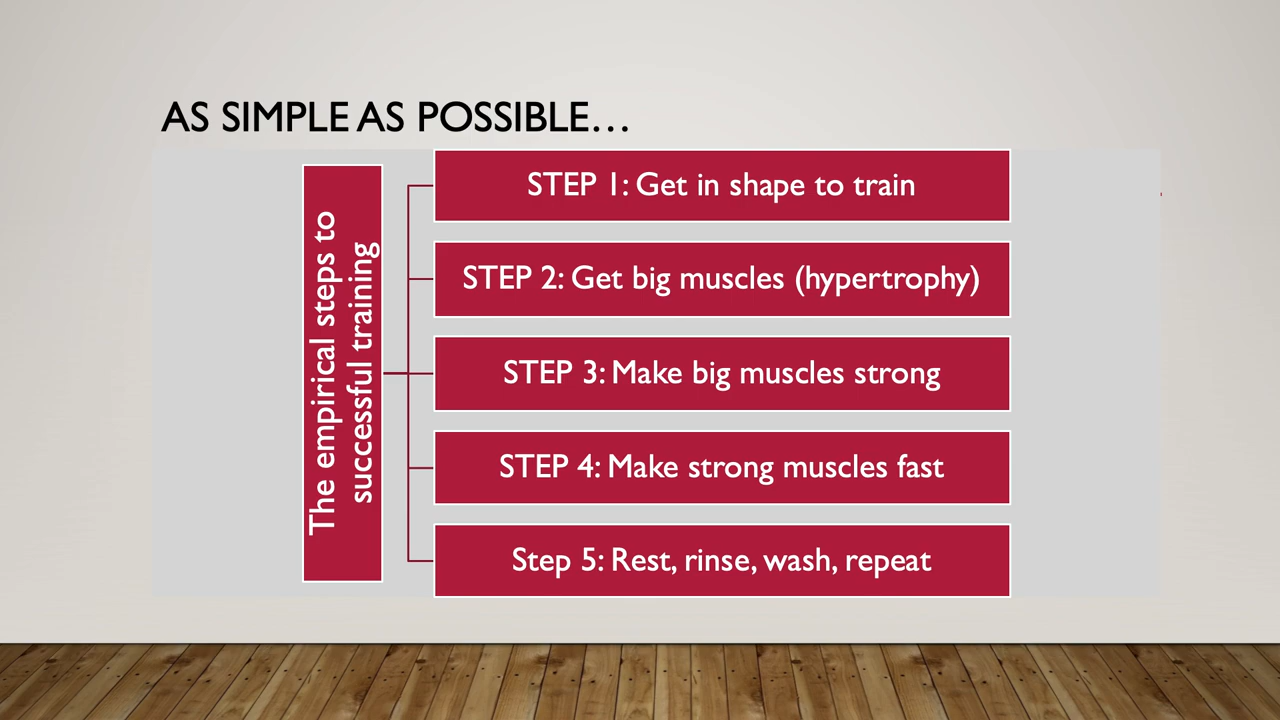 AS SIMPLE AS POSSIBLE...
The empirical steps to
successful training
STEP 1: Get in shape to train
STEP 2: Get big muscles (hypertrophy)
STEP 3: Make big muscles strong
STEP 4: Make strong muscles fast
Step 5: Rest, rinse, wash, repeat